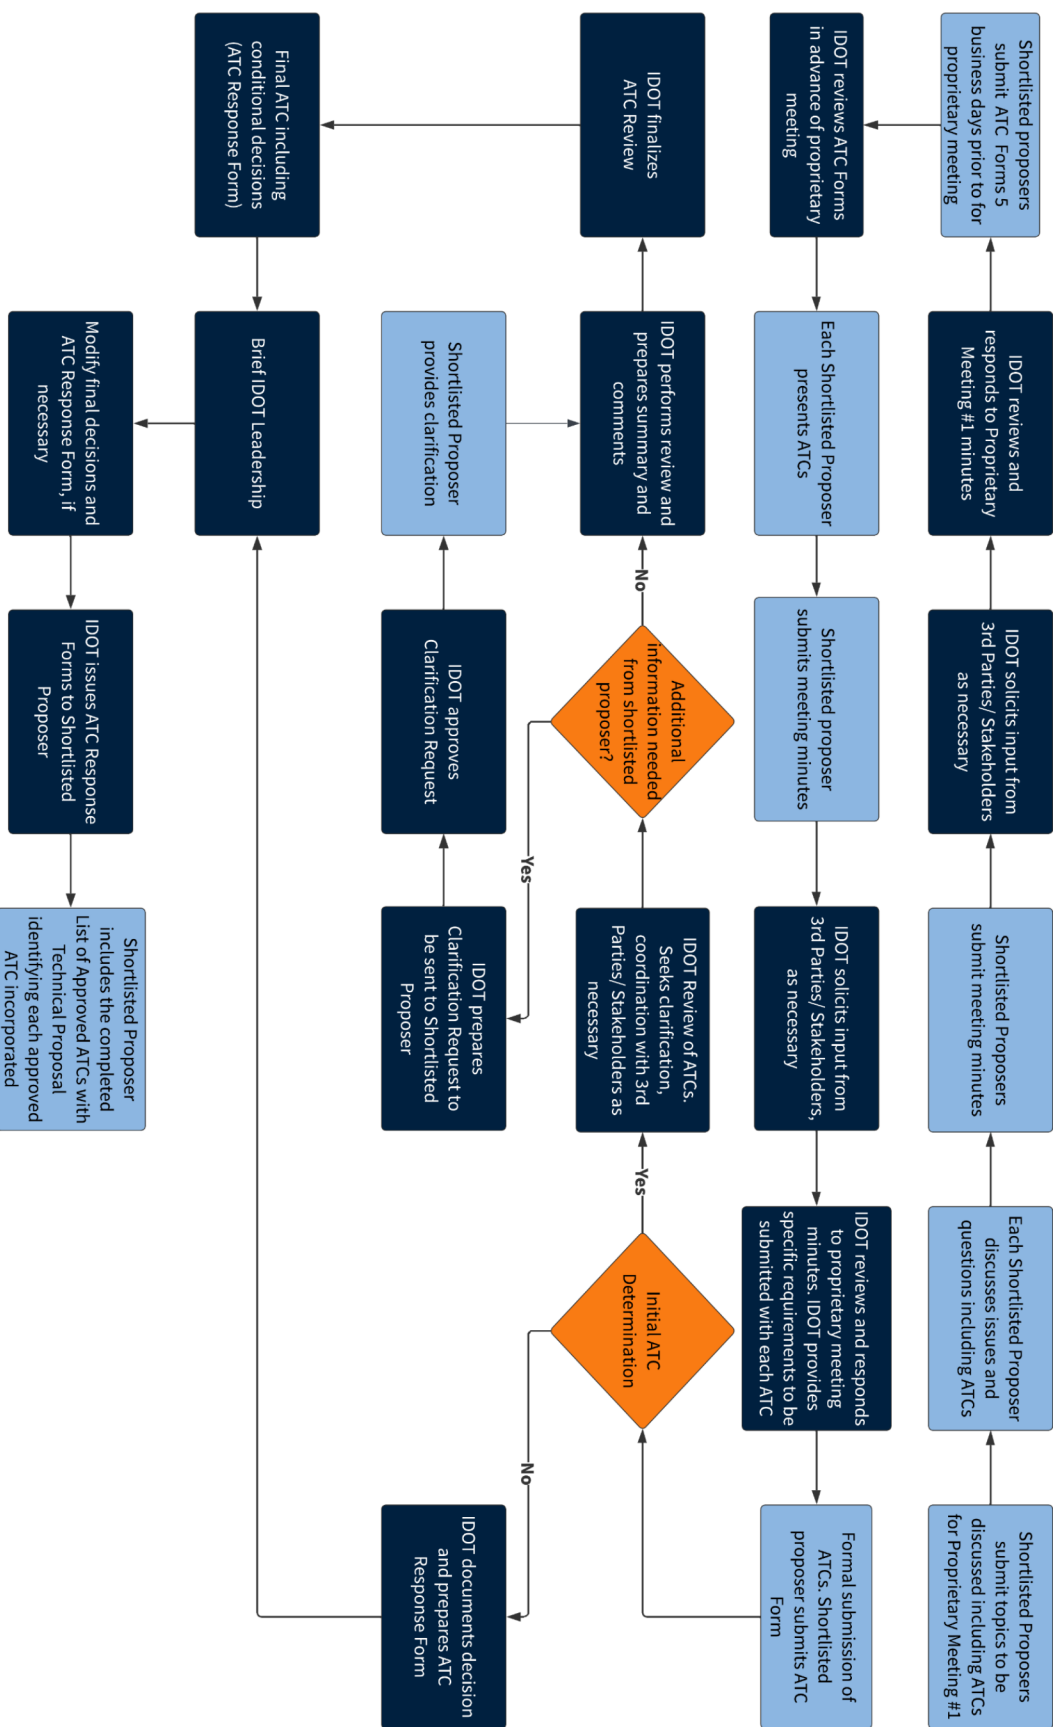 Shortlisted Proposers
submit topics to be
discussed including ATCs
for Proprietary Meeting #1
Each Shortlisted Proposer
discusses issues and
questions including ATCs
Shortlisted Proposers
submit meeting minutes
IDOT solicits input from
3rd Parties/ Stakeholders
as necessary
IDOT reviews and
responds to Proprietary
Meeting #1 minutes
Shortlisted proposers
submit ATC Forms 5
business days prior to for
proprietary meeting
IDOT reviews ATC Forms
in advance of proprietary
meeting
Each Shortlisted Proposer
presents ATCs
Shortlisted proposer
submits meeting minutes
IDOT solicits input from
3rd Parties/ Stakeholders,
as necessary
IDOT reviews and responds
to proprietary meeting
minutes. IDOT provides
specific requirements to be
submitted with each ATC
Formal submission of
ATCs. Shortlisted
proposer submits ATC
Form
Initial ATC
Determination
Yes
No
IDOT Review of ATCs.
Seeks clarification,
coordination with 3rd
Parties/ Stakeholders as
necessary
Additional
information needed
from shortlisted
proposer?
No
Yes
IDOT performs review and
prepares summary and
comments
IDOT finalizes
ATC Review
IDOT documents decision
and prepares ATC
Response Form
IDOT prepares
Clarification Request to
be sent to Shortlisted
Proposer
IDOT approves
Clarification Request
Shortlisted Proposer
provides clarification
Final ATC including
conditional decisions
(ATC Response Form)
Brief IDOT Leadership
Modify final decisions and
ATC Response Form, if
necessary
IDOT issues ATC Response
Forms to Shortlisted
Proposer
Shortlisted Proposer
includes the completed
List of Approved ATCs with
Technical Proposal
identifying each approved
ATC incorporated